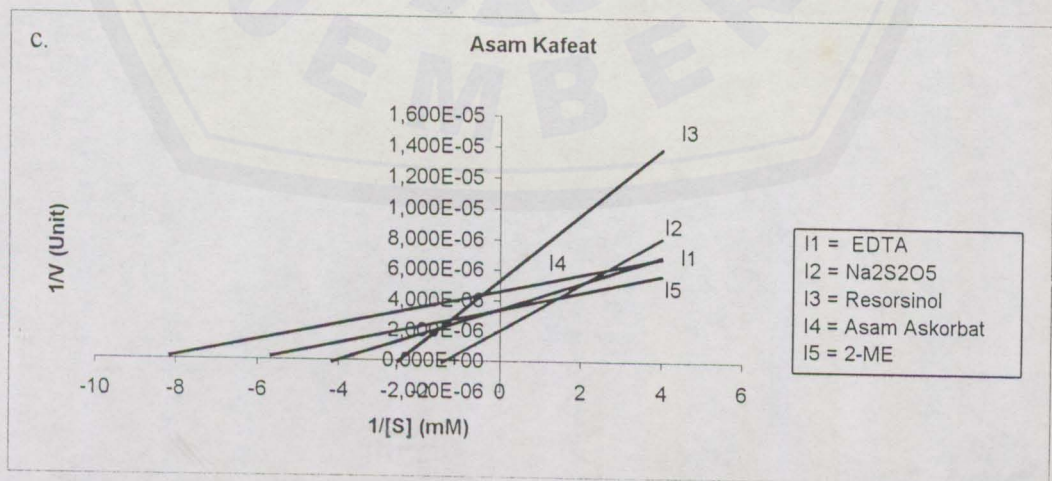 C.
Asam Kafeat
1/V (Unit)
1,600E-05
1,400E-05
1,200E-05
1,000E-05
8,000E-06
6,000E-06
4,000E-06
2,000E-06
0,000E+00
-2,000E-06
I3
I2
I4
I1
I5
-10 -8 -6 -4 -2 0 2 4 6
1/[S] (mM)
I1 = EDTA
I2 = Na2S2O5
I3 = Resorsinol
I4 = Asam Askorbat
I5 = 2-ME
EMBER